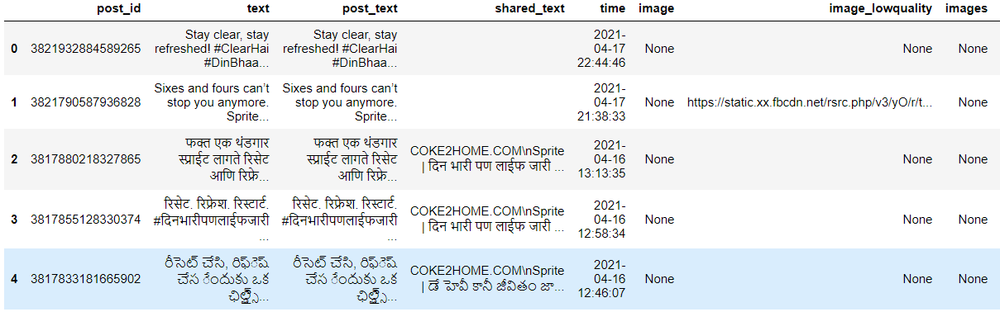 post_id text post_text shared_text time image image_lowquality images
0 3821932884589265 Stay clear, stay refreshed! #ClearHai #DinBhaa... Stay clear, stay refreshed! #ClearHai #DinBhaa... 2021-04-17 22:44:46 None None None
1 3821790587936828 Sixes and fours can't stop you anymore. Sprite... Sixes and fours can't stop you anymore. Sprite... 2021-04-17 21:38:33 None https://static.xx.fbcdn.net/rsrc.php/v3/yO/r/t... None
2 3817880218327865 फक्त एक थंडगार स्प्राईट लागते रिसेट आणि रिफ्रे... फक्त एक थंडगार स्प्राईट लागते रिसेट आणि रिफ्रे... COKE2HOME.COM\nSprite | दिन भारी पण लाईफ जारी ... 2021-04-16 13:13:35 None None None
3 3817855128330374 रिसेट. रिफ्रेश. रिस्टार्ट. #दिनभारीपणलाईफजारी ... रिसेट. रिफ्रेश. रिस्टार्ट. #दिनभारीपणलाईफजारी ... COKE2HOME.COM\nSprite | दिन भारी पण लाईफ जारी ... 2021-04-16 12:58:34 None None None
4 3817833181665902 రీసెట్ చేసి, రిఫ్రెష్ చేస ేందుకు ఒక రీసెట్ చేసి, రిఫ్రెష్ చేస ేందుకు ఒక COKE2HOME.COM\nSprite | డే హెవీ కానీ జీవితం జా... 2021-04-16 12:46:07 None None None